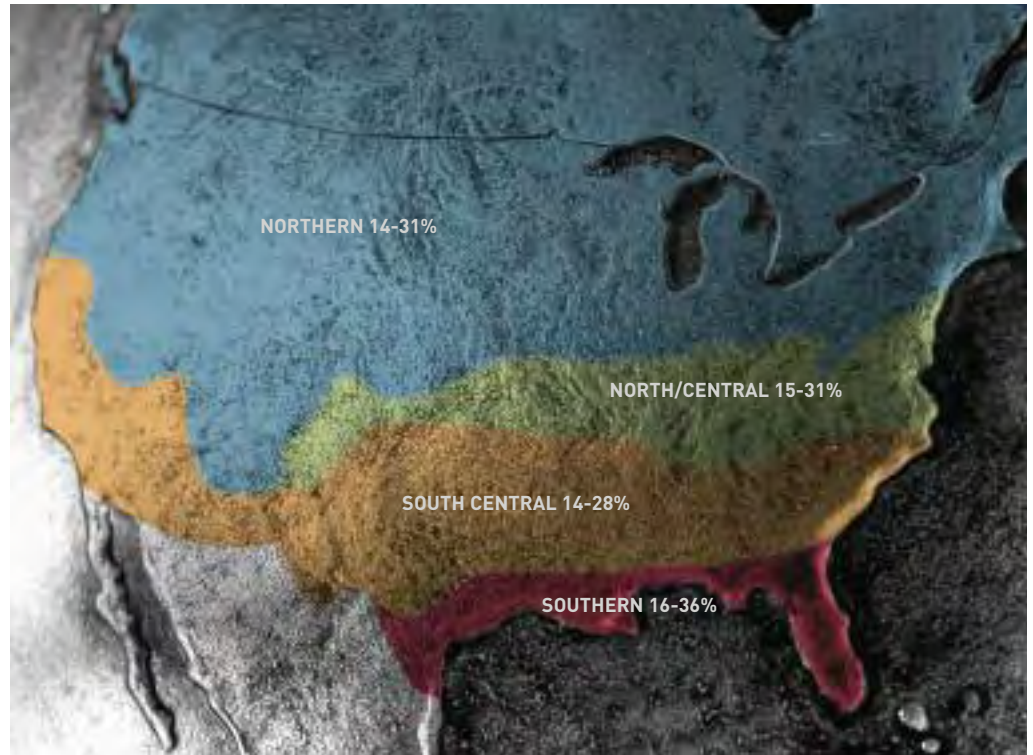 NORTHERN 14-31%
NORTH/CENTRAL 15-31%
SOUTH CENTRAL 14-28%
SOUTHERN 16-36%